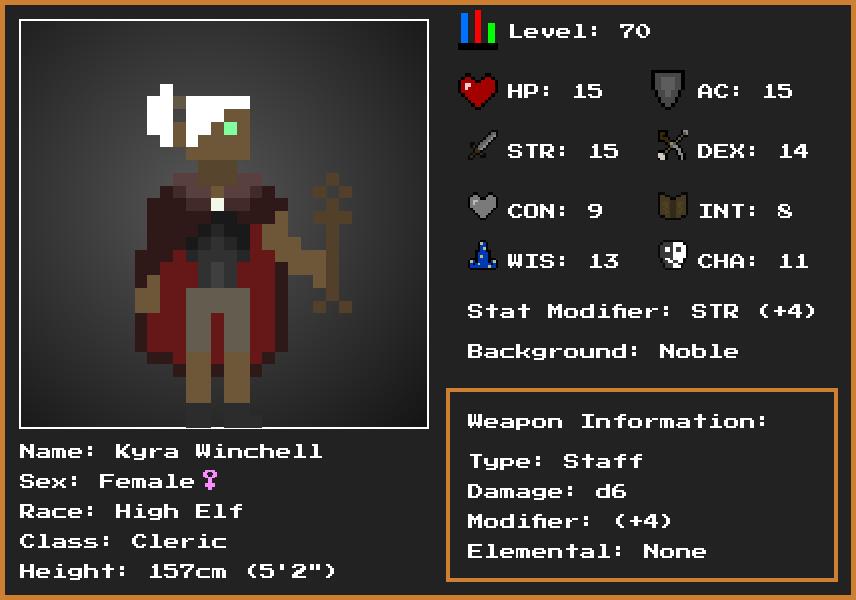 Level: 70
HP: 15
AC: 15
STR: 15
DEX: 14
CON: 9
INT: 8
WIS: 13
CHA: 11
Stat Modifier: STR (+4)
Background: Noble
Weapon Information:
Type: Staff
Damage: d6
Modifier: (+4)
Elemental: None
Name: Kyra Winchell
Sex: Female♀
Race: High Elf
Class: Cleric
Height: 157cm (5'2")